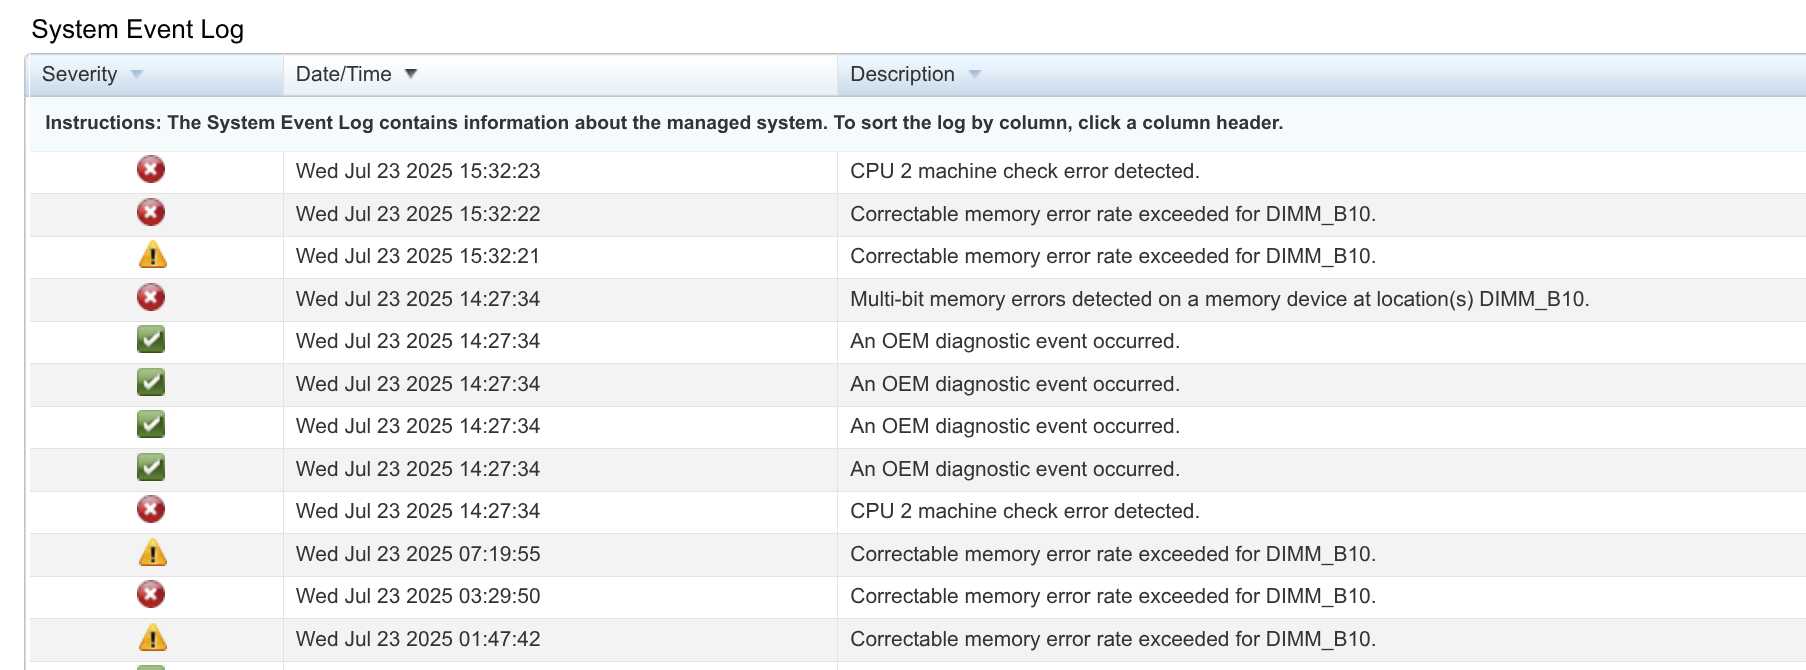 System Event Log
Severity Date/Time Description
Instructions: The System Event Log contains information about the managed system. To sort the log by column, click a column header.
Wed Jul 23 2025 15:32:23 CPU 2 machine check error detected.
Wed Jul 23 2025 15:32:22 Correctable memory error rate exceeded for DIMM_B10.
Wed Jul 23 2025 15:32:21 Correctable memory error rate exceeded for DIMM_B10.
Wed Jul 23 2025 14:27:34 Multi-bit memory errors detected on a memory device at location(s) DIMM_B10.
Wed Jul 23 2025 14:27:34 An OEM diagnostic event occurred.
Wed Jul 23 2025 14:27:34 An OEM diagnostic event occurred.
Wed Jul 23 2025 14:27:34 An OEM diagnostic event occurred.
Wed Jul 23 2025 14:27:34 An OEM diagnostic event occurred.
Wed Jul 23 2025 14:27:34 CPU 2 machine check error detected.
Wed Jul 23 2025 07:19:55 Correctable memory error rate exceeded for DIMM_B10.
Wed Jul 23 2025 03:29:50 Correctable memory error rate exceeded for DIMM_B10.
Wed Jul 23 2025 01:47:42 Correctable memory error rate exceeded for DIMM_B10.